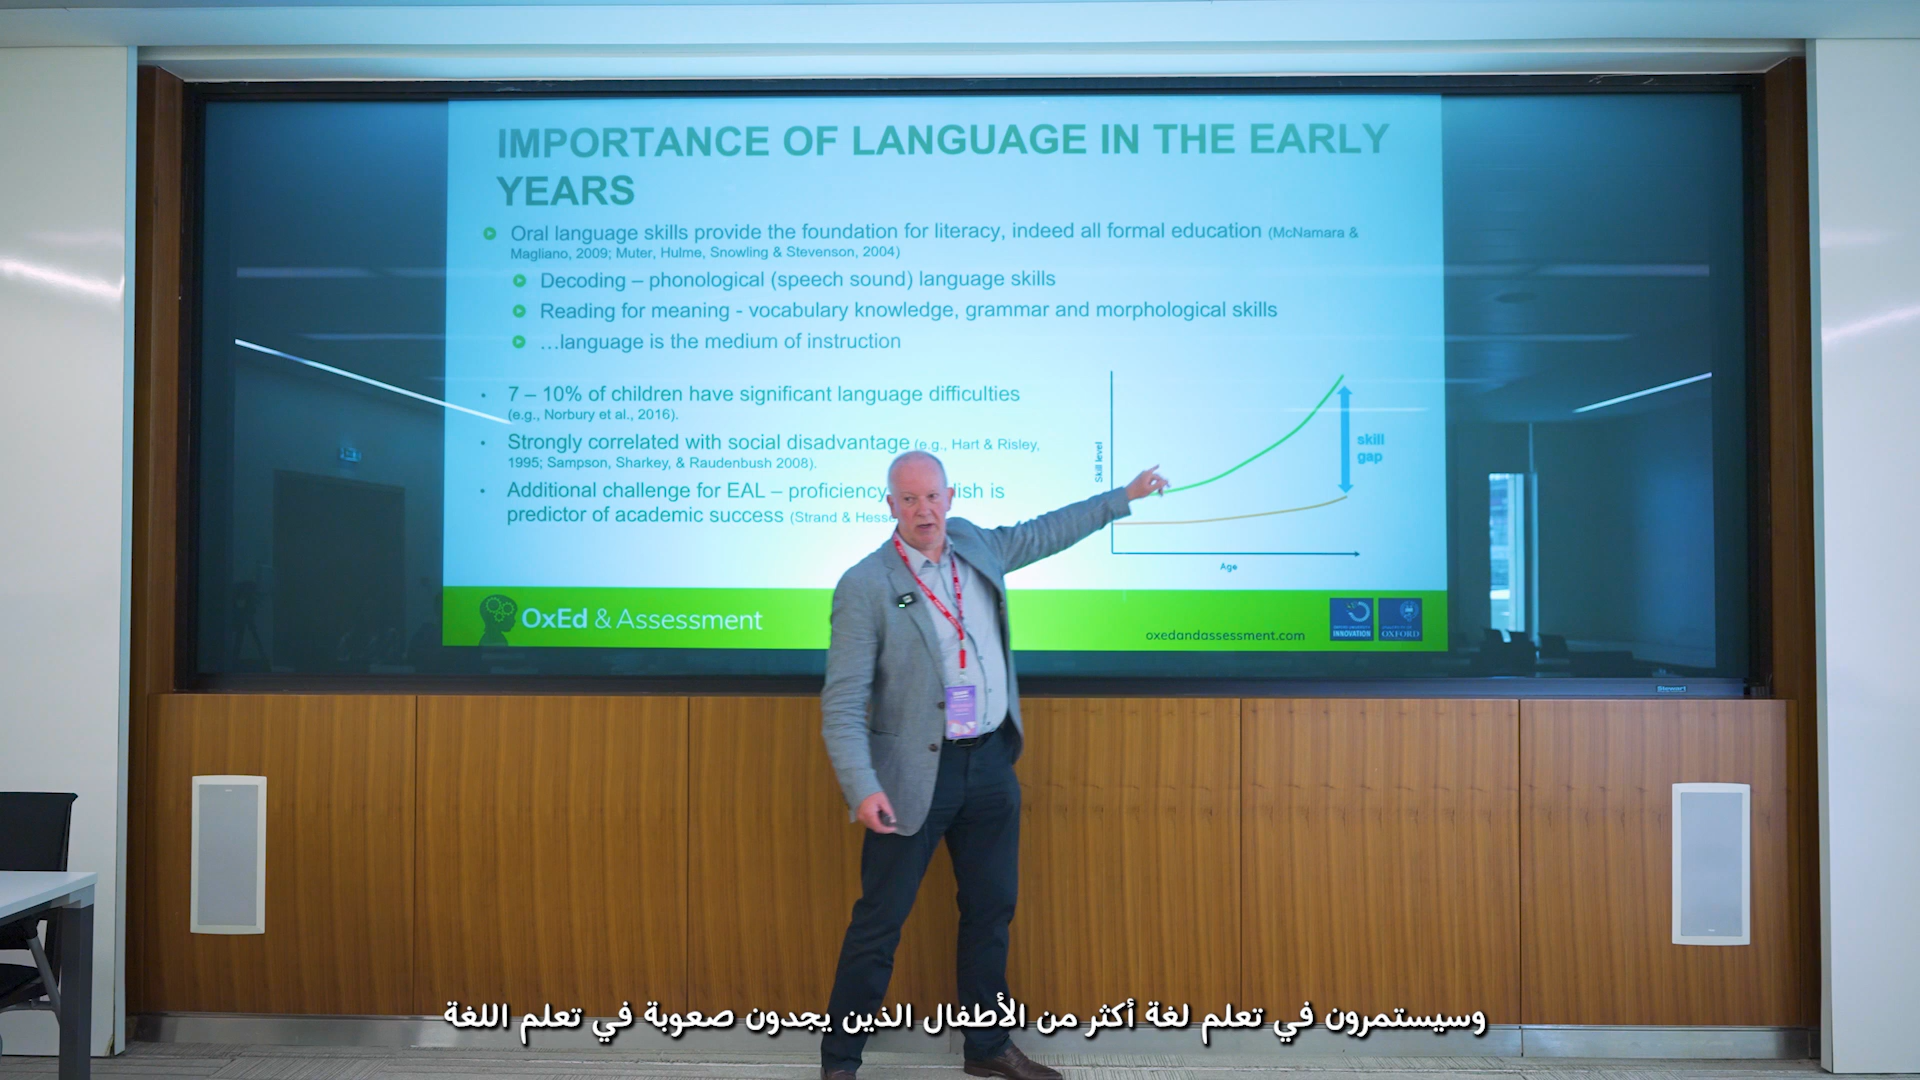 IMPORTANCE OF LANGUAGE IN THE EARLY
YEARS
Oral language skills provide the foundation for literacy, indeed all formal education (McNamara &
Magliano, 2009; Muter, Hulme, Snowling & Stevenson, 2004)
Decoding – phonological (speech sound) language skills
Reading for meaning - vocabulary knowledge, grammar and morphological skills
…language is the medium of instruction
7 – 10% of children have significant language difficulties
(e.g., Norbury et al., 2016).
Strongly correlated with social disadvantage (e.g., Hart & Risley,
1995; Sampson, Sharkey, & Raudenbush 2008).
Additional challenge for EAL – proficiency lish is
predictor of academic success (Strand & Hesse
Skill level
skill
gap
Age
OxEd & Assessment
oxedandassessment.com
INNOVATION
OXFORD
Stewart
وسيستمرون في تعلم لغة أكثر من الأطفال الذين يجدون صعوبة في تعلم اللغة